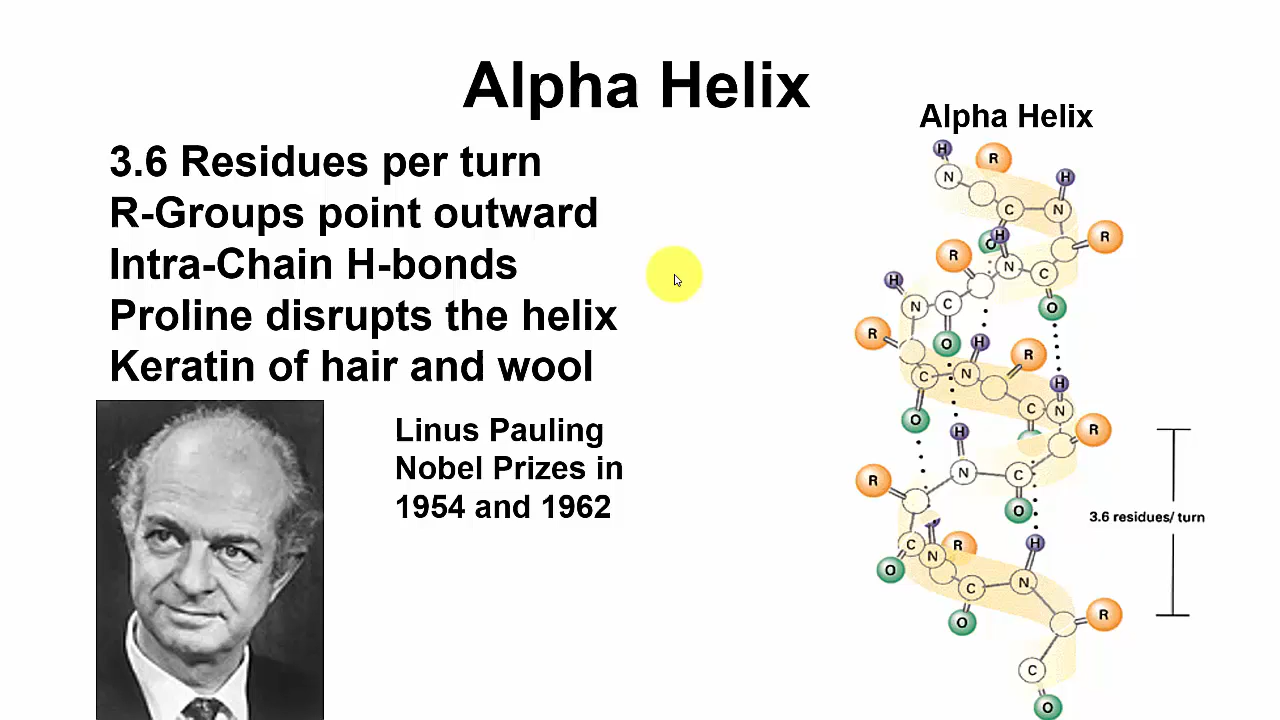 Alpha Helix
3.6 Residues per turn
R-Groups point outward
Intra-Chain H-bonds
Proline disrupts the helix
Keratin of hair and wool
Linus Pauling
Nobel Prizes in
1954 and 1962
Alpha Helix
H
R
N
H
C
N
R
O
H
R
N
C
H
N
C
O
R
O
H
R
C
N
H
O
C
N
H
R
N
C
R
O
C
N
R
H
O
C
N
O
R
C
O
3.6 residues/ turn